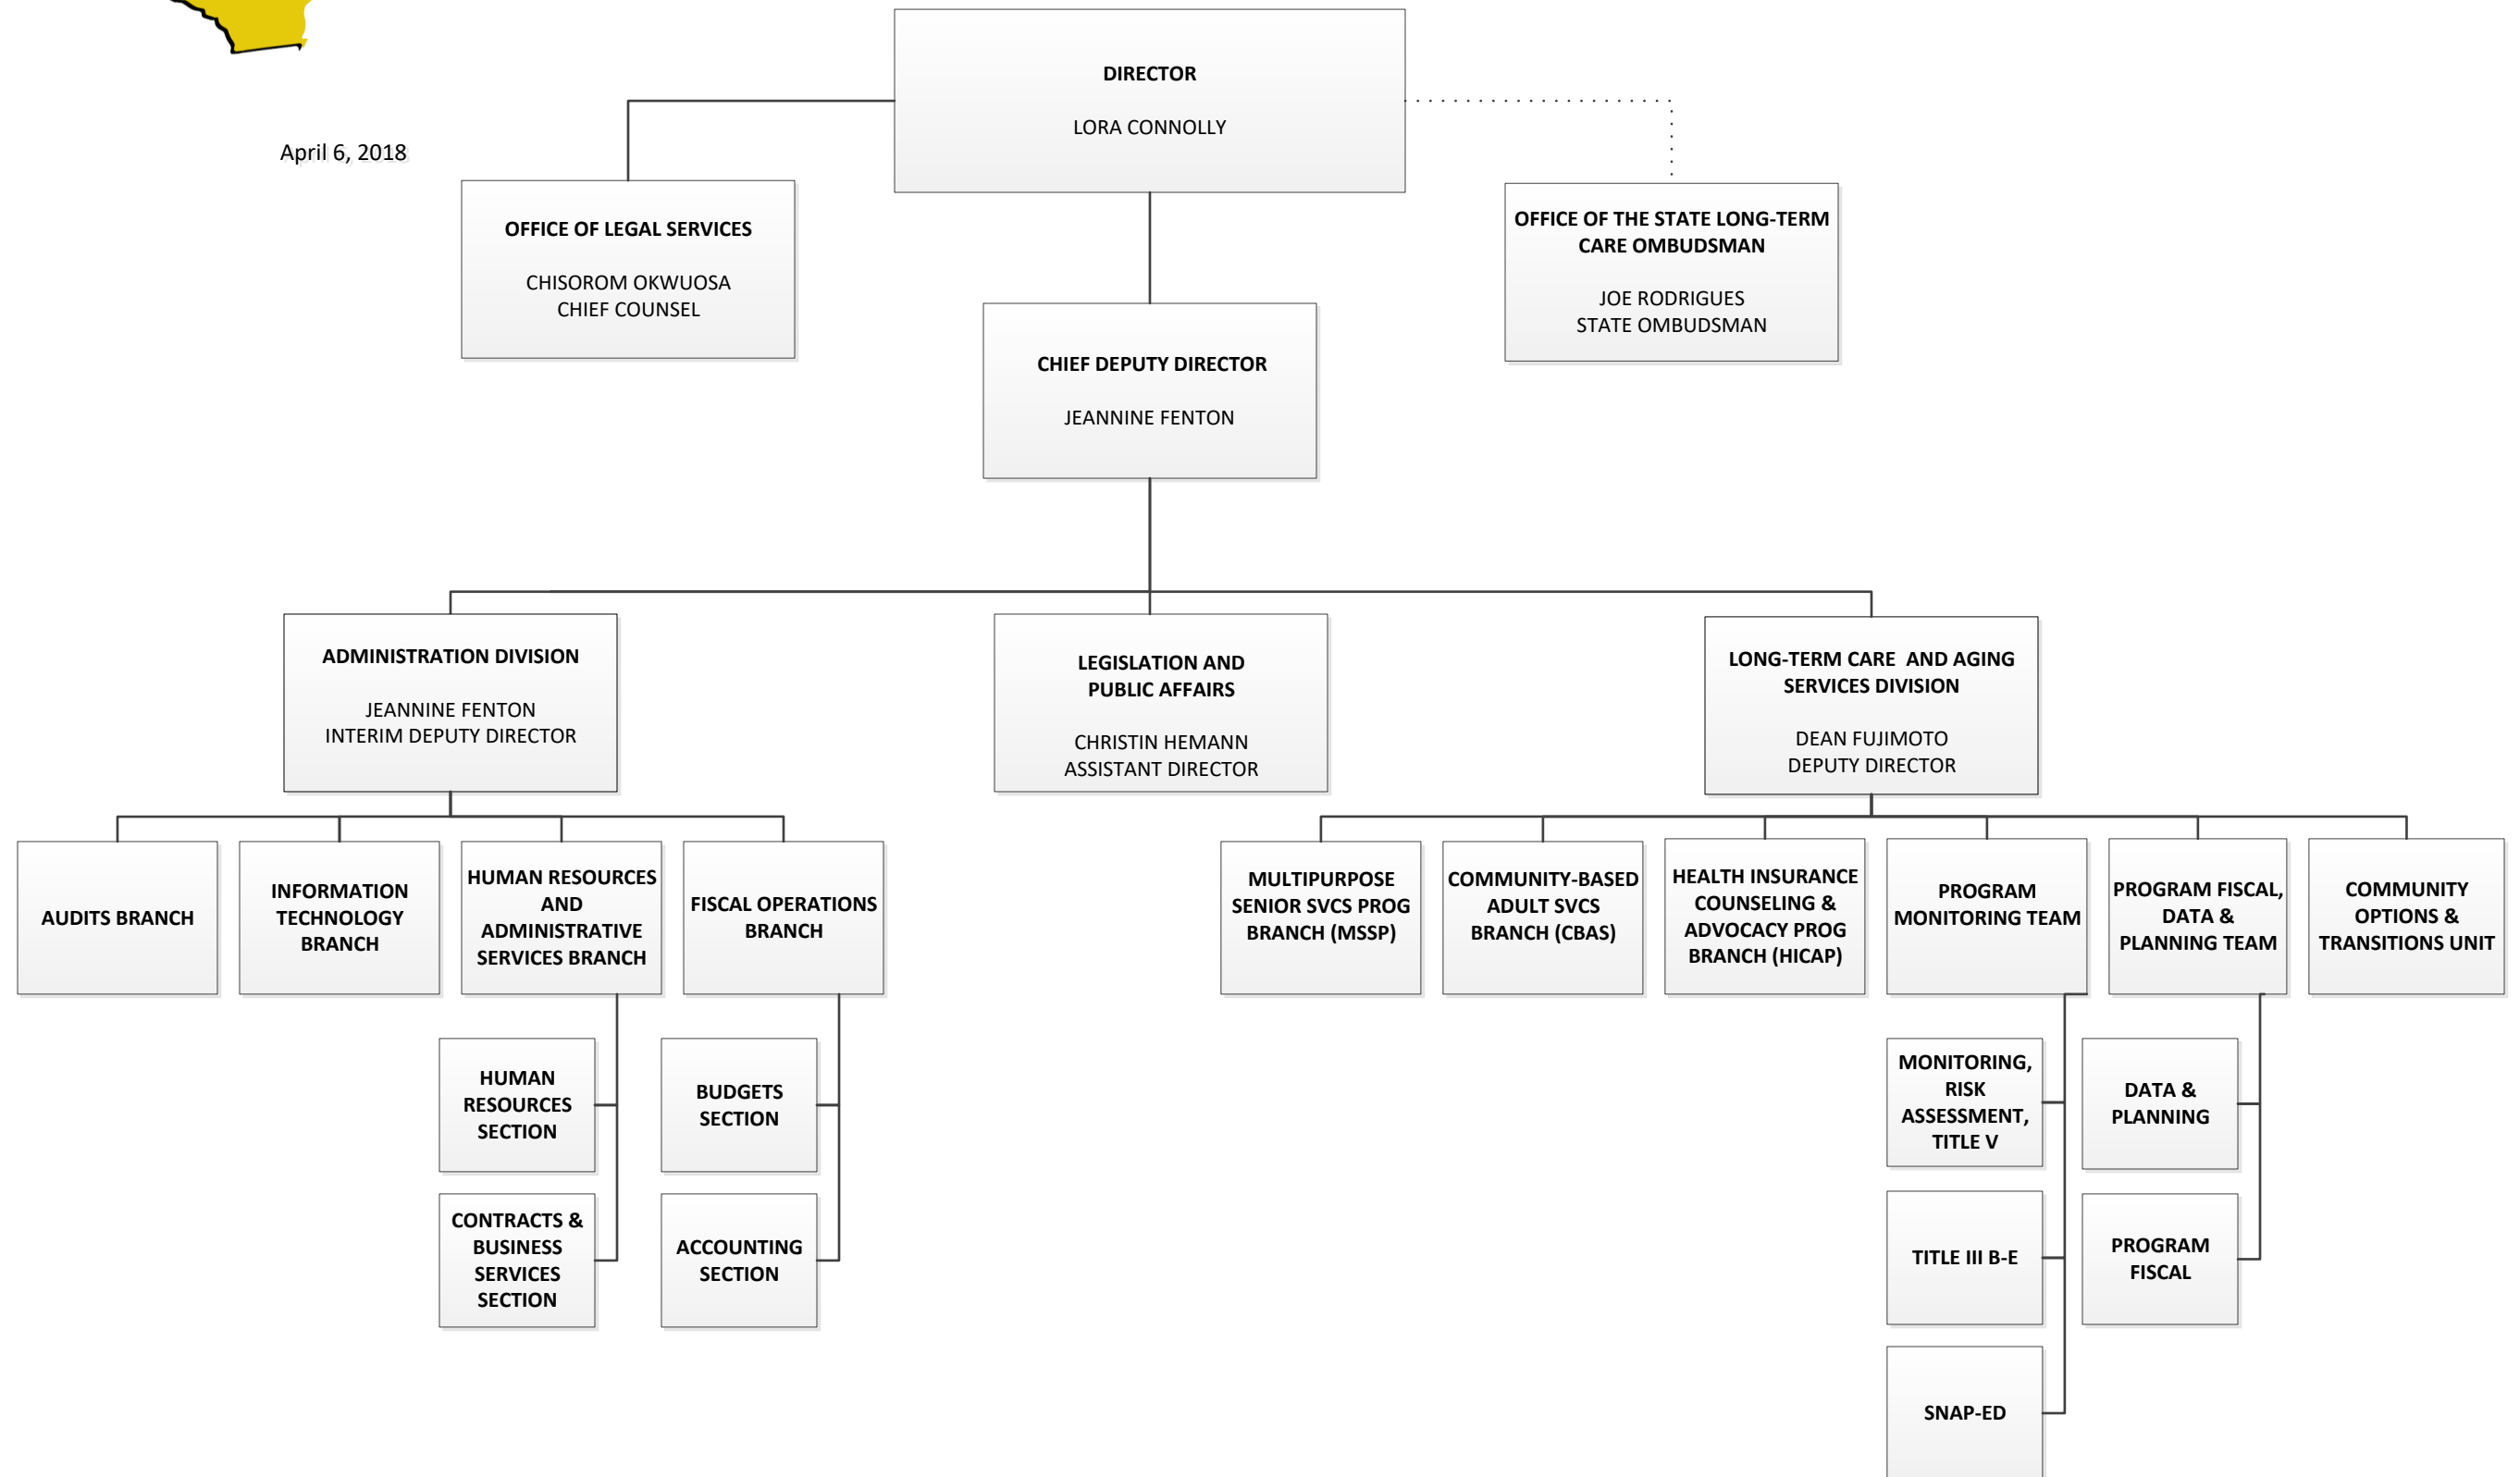 DIRECTOR
LORA CONNOLLY
April 6, 2018
OFFICE OF LEGAL SERVICES
CHISOROM OKWUOSA
CHIEF COUNSEL
OFFICE OF THE STATE LONG-TERM
CARE OMBUDSMAN
JOE RODRIGUES
STATE OMBUDSMAN
CHIEF DEPUTY DIRECTOR
JEANNINE FENTON
ADMINISTRATION DIVISION
JEANNINE FENTON
INTERIM DEPUTY DIRECTOR
LEGISLATION AND
PUBLIC AFFAIRS
CHRISTIN HEMANN
ASSISTANT DIRECTOR
LONG-TERM CARE  AND AGING
SERVICES DIVISION
DEAN FUJIMOTO
DEPUTY DIRECTOR
AUDITS BRANCH
INFORMATION
TECHNOLOGY
BRANCH
HUMAN RESOURCES
AND
ADMINISTRATIVE
SERVICES BRANCH
FISCAL OPERATIONS
BRANCH
MULTIPURPOSE
SENIOR SVCS PROG
BRANCH (MSSP)
COMMUNITY-BASED
ADULT SVCS
BRANCH (CBAS)
HEALTH INSURANCE
COUNSELING &
ADVOCACY PROG
BRANCH (HICAP)
PROGRAM
MONITORING TEAM
PROGRAM FISCAL,
DATA &
PLANNING TEAM
COMMUNITY
OPTIONS &
TRANSITIONS UNIT
HUMAN
RESOURCES
SECTION
BUDGETS
SECTION
MONITORING,
RISK
ASSESSMENT,
TITLE V
DATA &
PLANNING
CONTRACTS &
BUSINESS
SERVICES
SECTION
ACCOUNTING
SECTION
TITLE III B-E
PROGRAM
FISCAL
SNAP-ED